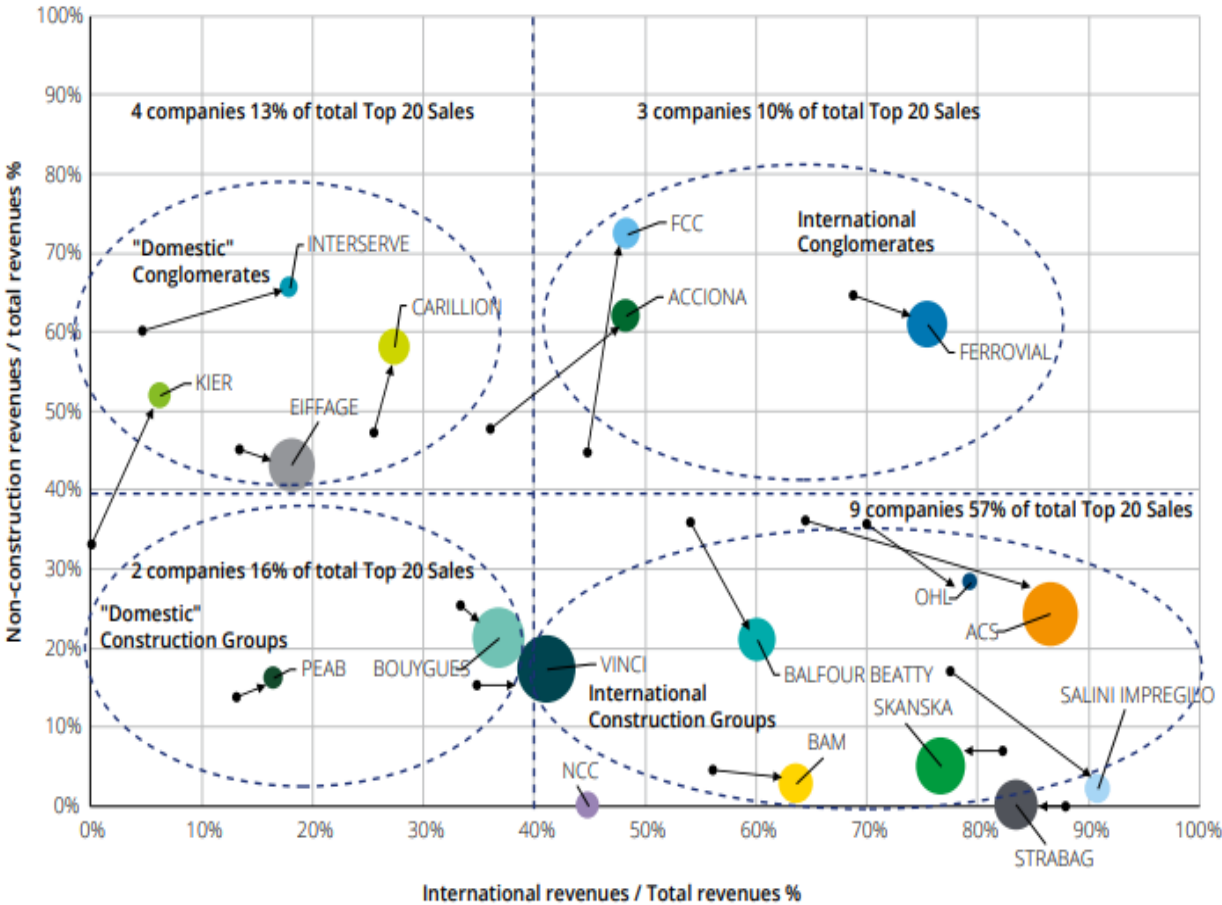 100%
90%
80%
70%
60%
50%
40%
30%
20%
10%
0%
Non-construction revenues / total revenues %
4 companies 13% of total Top 20 Sales
3 companies 10% of total Top 20 Sales
"Domestic"
Conglomerates
INTERSERVE
CARILLION
KIER
EIFFAGE
FCC
ACCIONA
International
Conglomerates
FERROVIAL
9 companies 57% of total Top 20 Sales
2 companies 16% of total Top 20 Sales
"Domestic"
Construction Groups
PEAB
BOUYGUES
VINCI
International
Construction Groups
OHL
ACS
BALFOUR BEATTY
SKANSKA
SALINI IMPREGILO
BAM
NCC
STRABAG
0%
10%
20%
30%
40%
50%
60%
70%
80%
90%
100%
International revenues / Total revenues %